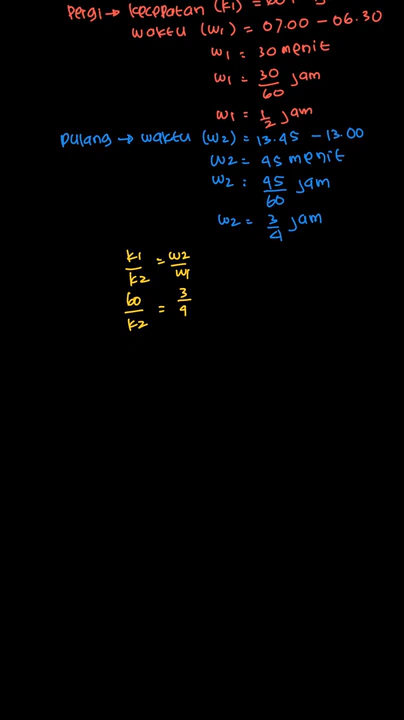 Pergi → kecepatan (k1) =
waktu (w1) = 07.00 - 06.30
w1 = 30 menit
w1 = 30/60 jam
w1 = 1/2 jam
pulang → waktu (w2) = 13.45 - 13.00
w2 = 45 menit
w2 = 45/60 jam
w2 = 3/4 jam
k1/k2 = w2/w1
60/k2 = 3/4